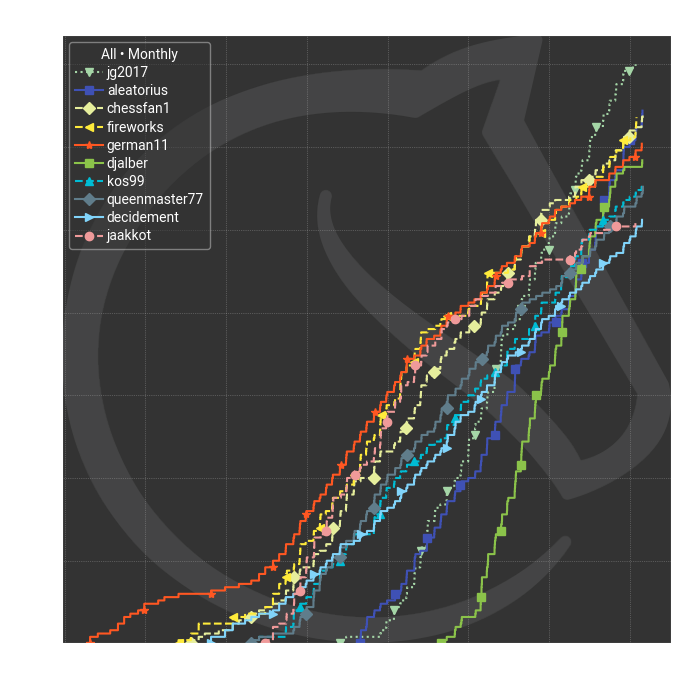 All • Monthly
jg2017
aleatorius
chessfan1
fireworks
german11
djalber
kos99
queenmaster77
decidement
jaakkot